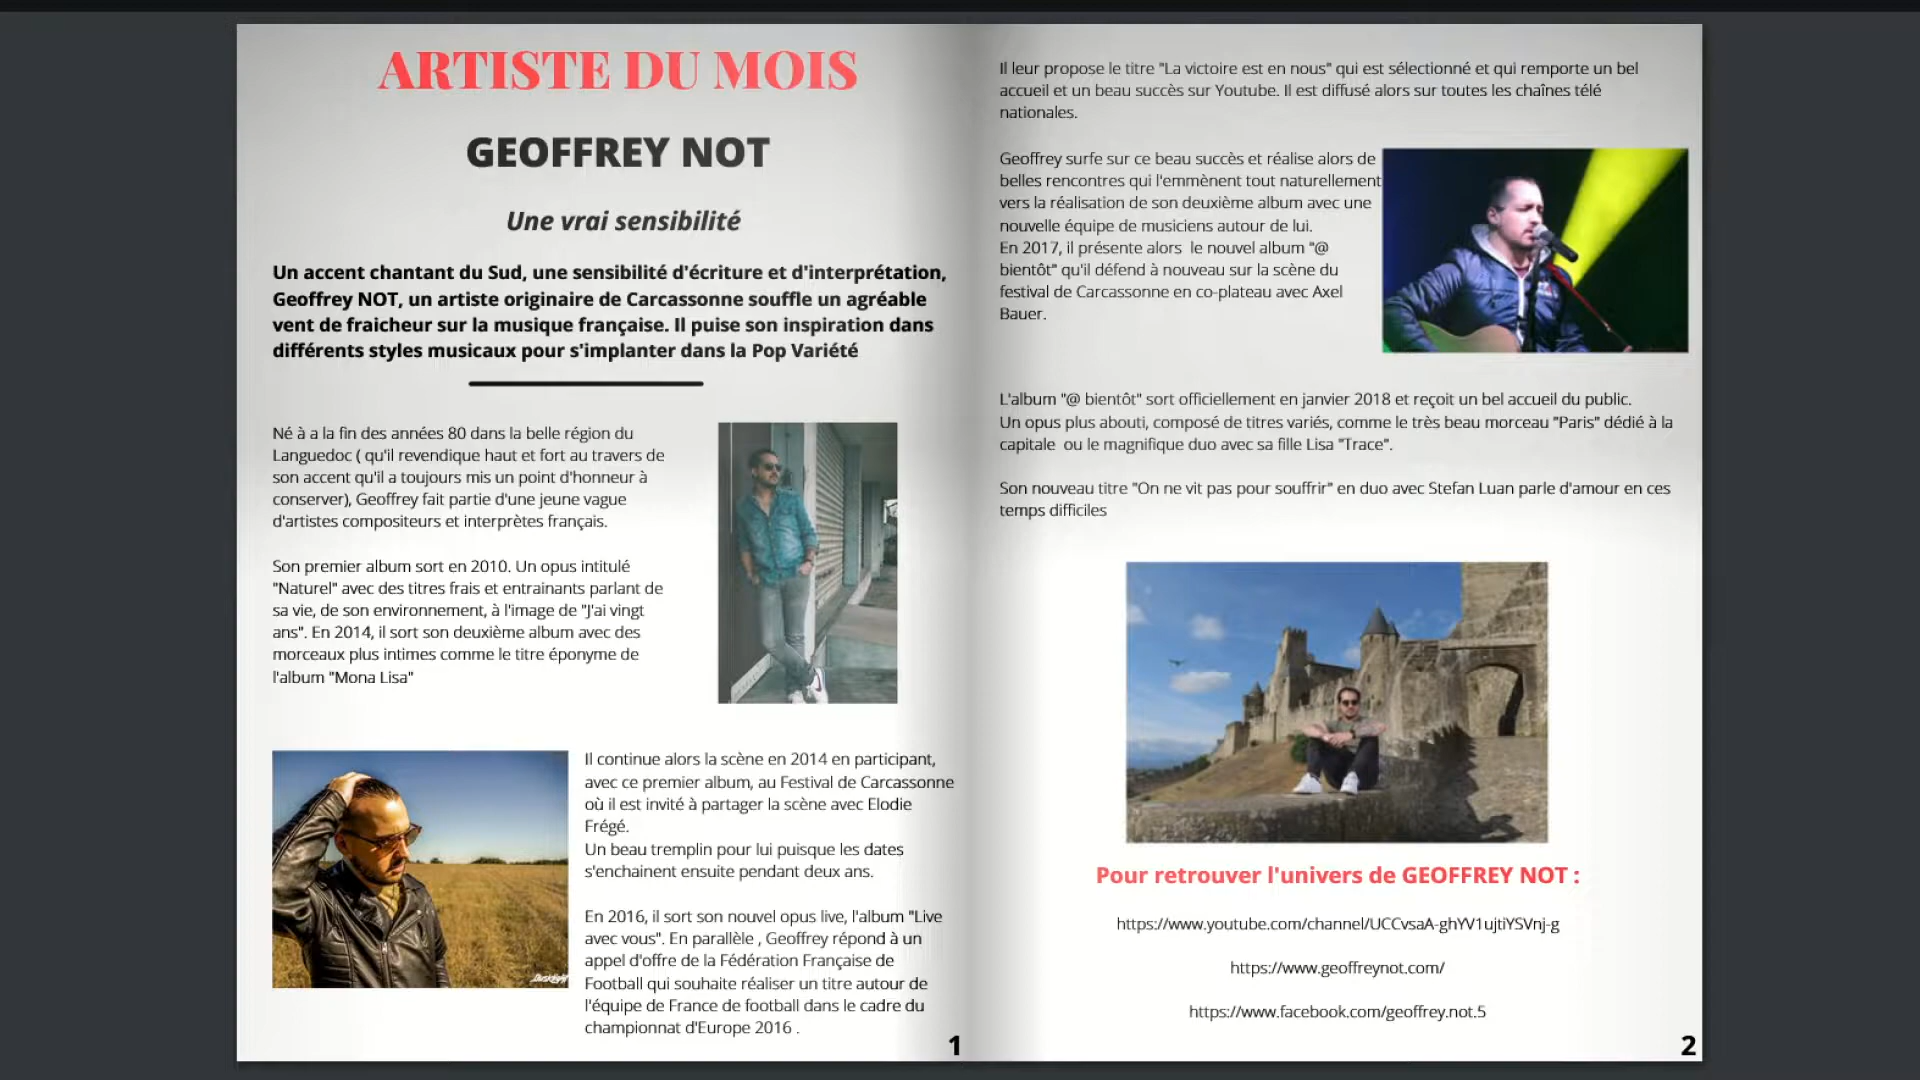 ARTISTE DU MOIS
GEOFFREY NOT
Une vrai sensibilité
Un accent chantant du Sud, une sensibilité d'écriture et d'interprétation,
Geoffrey NOT, un artiste originaire de Carcassonne souffle un agréable
vent de fraicheur sur la musique française. Il puise son inspiration dans
différents styles musicaux pour s'implanter dans la Pop Variété
Né à a la fin des années 80 dans la belle région du
Languedoc ( qu'il revendique haut et fort au travers de
son accent qu'il a toujours mis un point d'honneur à
conserver), Geoffrey fait partie d'une jeune vague
d'artistes compositeurs et interprètes français.
Son premier album sort en 2010. Un opus intitulé
"Naturel" avec des titres frais et entrainants parlant de
sa vie, de son environnement, à l'image de "J'ai vingt
ans". En 2014, il sort son deuxième album avec des
morceaux plus intimes comme le titre éponyme de
l'album "Mona Lisa"
Il continue alors la scène en 2014 en participant,
avec ce premier album, au Festival de Carcassonne
où il est invité à partager la scène avec Elodie
Frégé.
Un beau tremplin pour lui puisque les dates
s'enchainent ensuite pendant deux ans.
En 2016, il sort son nouvel opus live, l'album "Live
avec vous". En parallèle , Geoffrey répond à un
appel d'offre de la Fédération Française de
Football qui souhaite réaliser un titre autour de
l'équipe de France de football dans le cadre du
championnat d'Europe 2016 .
1
Il leur propose le titre "La victoire est en nous" qui est sélectionné et qui remporte un bel
accueil et un beau succès sur Youtube. Il est diffusé alors sur toutes les chaînes télé
nationales.
Geoffrey surfe sur ce beau succès et réalise alors de
belles rencontres qui l'emmènent tout naturellement
vers la réalisation de son deuxième album avec une
nouvelle équipe de musiciens autour de lui.
En 2017, il présente alors  le nouvel album "@
bientôt" qu'il défend à nouveau sur la scène du
festival de Carcassonne en co-plateau avec Axel
Bauer.
L'album "@ bientôt" sort officiellement en janvier 2018 et reçoit un bel accueil du public.
Un opus plus abouti, composé de titres variés, comme le très beau morceau "Paris" dédié à la
capitale  ou le magnifique duo avec sa fille Lisa "Trace".
Son nouveau titre "On ne vit pas pour souffrir" en duo avec Stefan Luan parle d'amour en ces
temps difficiles
Pour retrouver l'univers de GEOFFREY NOT :
https://www.youtube.com/channel/UCCvsaA-ghYV1ujtiYSVnj-g
https://www.geoffreynot.com/
https://www.facebook.com/geoffrey.not.5
2